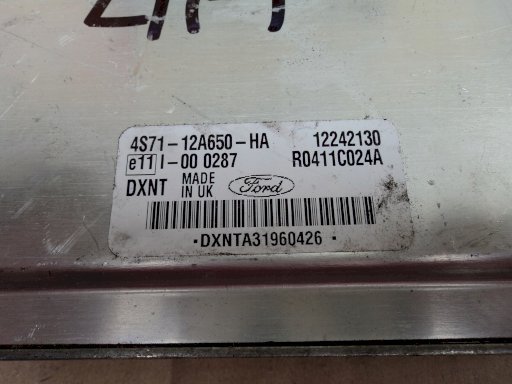 4S71-12A650-HA 12242130
e11 I-00 0287 R0411C024A
DXNT MADE IN UK Ford
·DXNTA31960426·